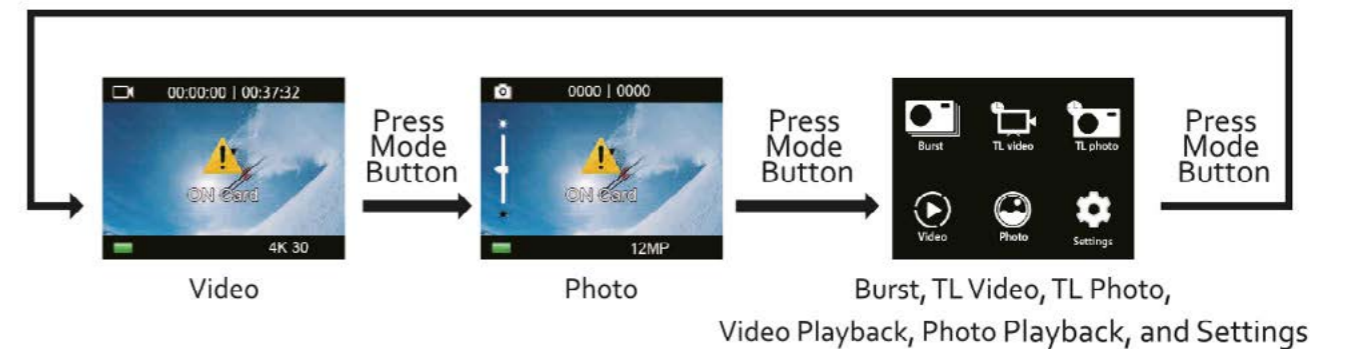 00:00:00 | 00:37:32
ON Card
4K 30
Video
Press
Mode
Button
0000 | 0000
ON Card
12MP
Photo
Press
Mode
Button
Burst
TL video
TL photo
Video
Photo
Settings
Burst, TL Video, TL Photo,
Video Playback, Photo Playback, and Settings
Press
Mode
Button